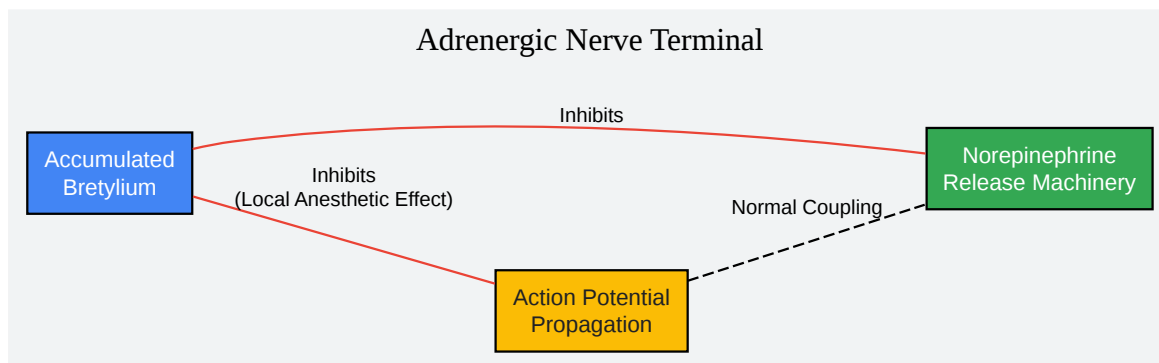 Adrenergic Nerve Terminal
Inhibits
Accumulated
Bretylium
Norepinephrine
Release Machinery
Inhibits
(Local Anesthetic Effect)
Normal Coupling
Action Potential
Propagation